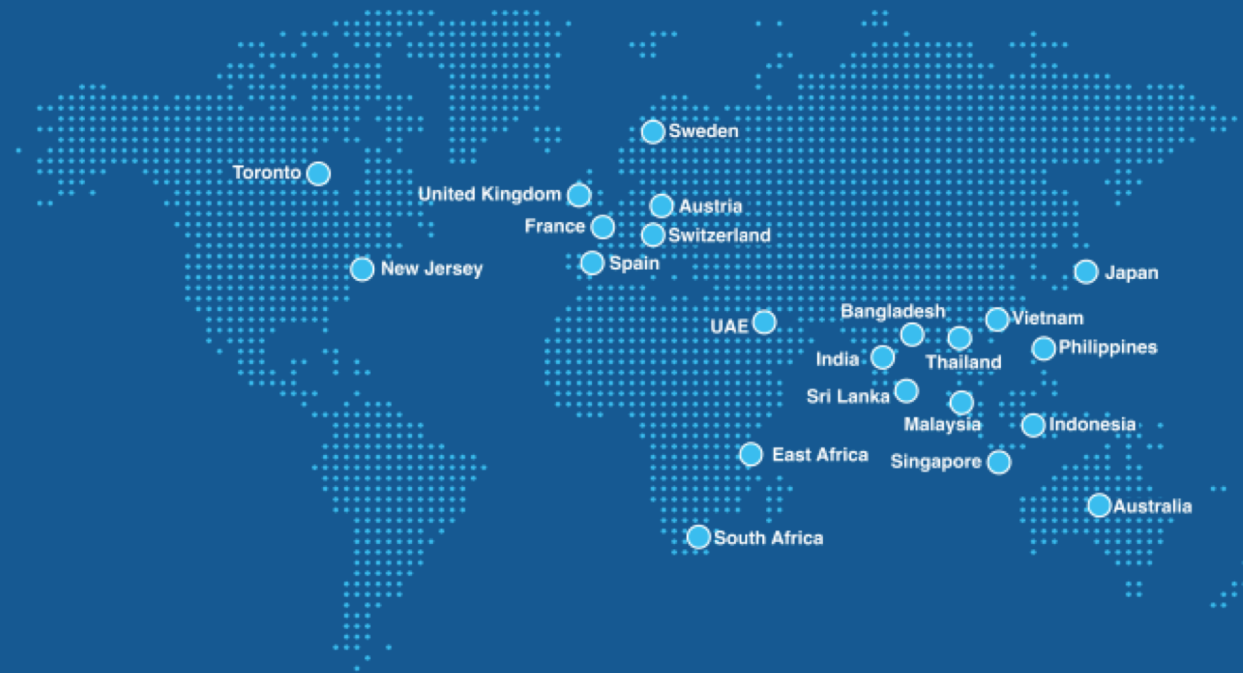 Sweden
Toronto
United Kingdom
Austria
France
Switzerland
Spain
New Jersey
Japan
Bangladesh
Vietnam
UAE
Philippines
India
Thailand
Sri Lanka
Malaysia
Indonesia
East Africa
Singapore
Australia
South Africa